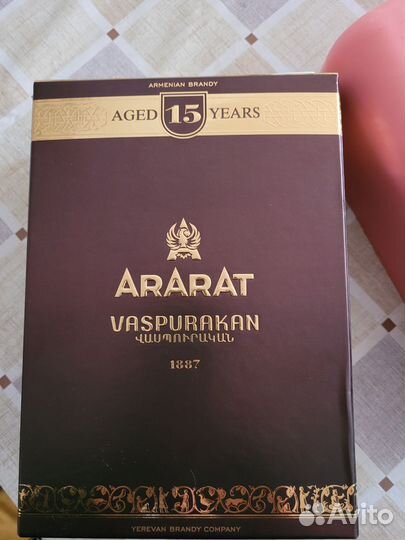 ARMENIAN BRANDY
AGED 15 YEARS
ARARAT
VASPURAKAN
ՎԱՍՊՈՒՐԱԿԱՆ
1887
YEREVAN BRANDY COMPANY
Avito